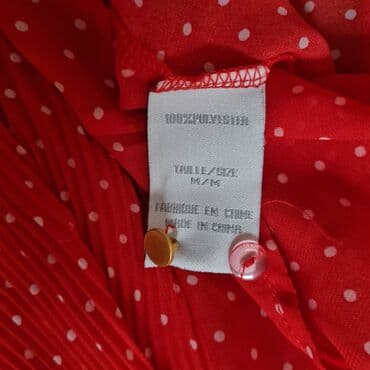 100%POLYESTER
TAILLE/SIZE
M/M
FABRIQUE EN CHINE
MADE IN CHINA